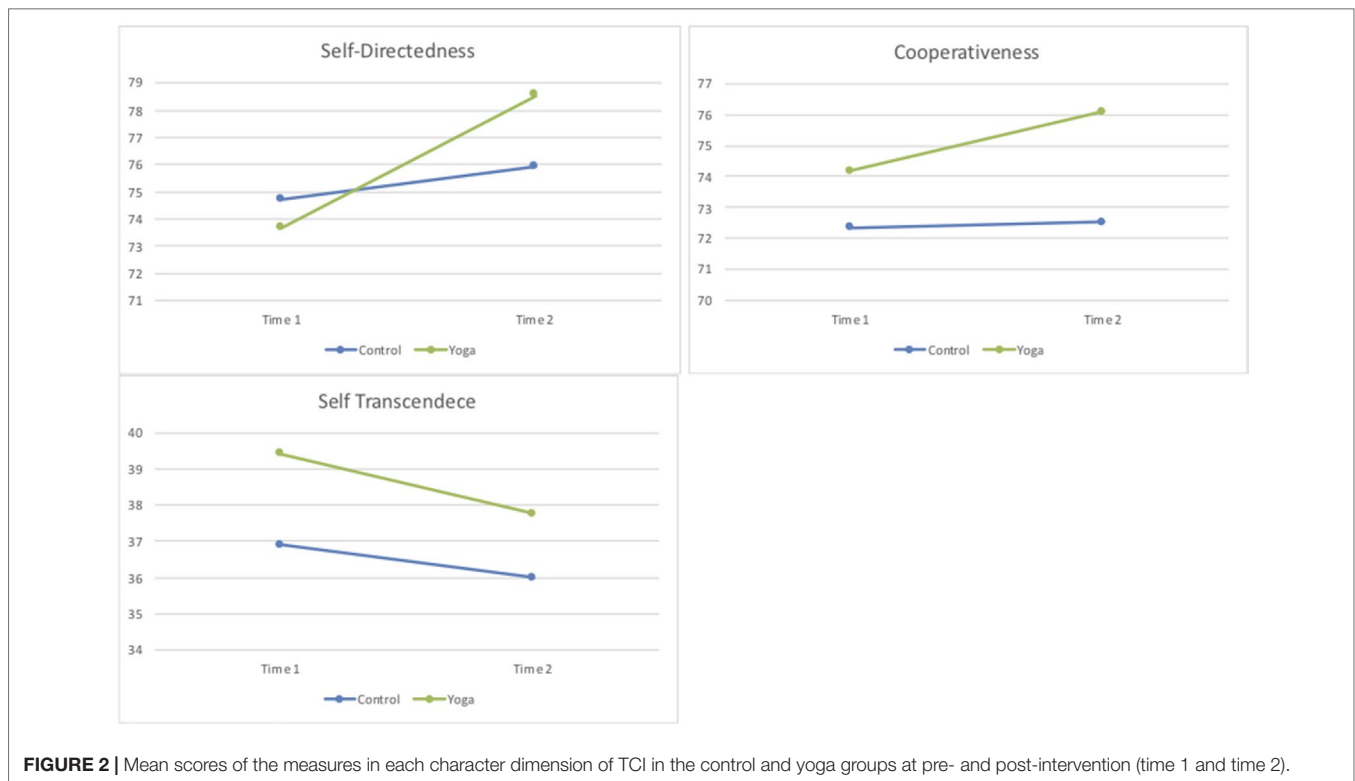 Self-Directedness
79
78
77
76
75
74
73
72
71
Time 1 Time 2
Control Yoga
Cooperativeness
77
76
75
74
73
72
71
70
Time 1 Time 2
Control Yoga
Self Transcendece
40
39
38
37
36
35
34
Time 1 Time 2
Control Yoga
FIGURE 2 | Mean scores of the measures in each character dimension of TCI in the control and yoga groups at pre- and post-intervention (time 1 and time 2).